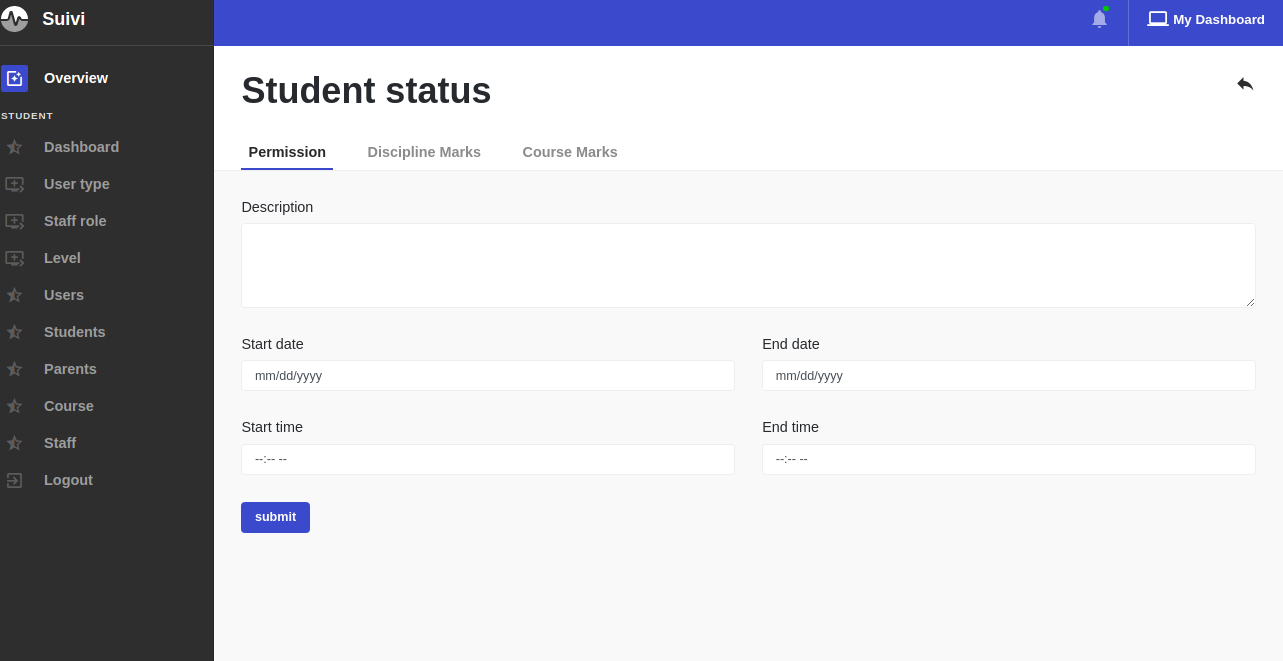 Suivi
My Dashboard
Overview
STUDENT
Dashboard
User type
Staff role
Level
Users
Students
Parents
Course
Staff
Logout
Student status
Permission Discipline Marks Course Marks
Description
Start date End date
mm/dd/yyyy mm/dd/yyyy
Start time End time
--:-- -- --:-- --
submit